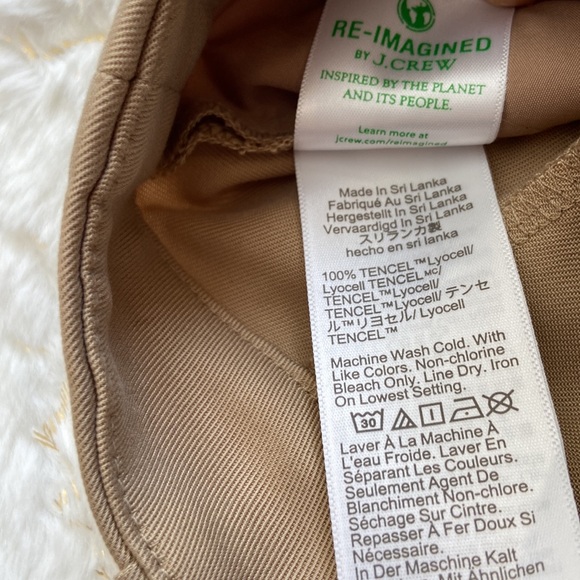 RE-IMAGINED
BY J.CREW
INSPIRED BY THE PLANET
AND ITS PEOPLE.
Learn more at
jcrew.com/reimagined
Made In Sri Lanka
Fabriqué Au Sri Lanka
Hergestellt In Sri Lanka
Vervaardigd In Sri Lanka
スリランカ製
hecho en sri lanka
100% TENCEL™Lyocell/
Lyocell TENCELMC/
TENCEL™Lyocell/
TENCEL™Lyocell/
TENCEL™Lyocell/ テンセ
ル™リヨセル/ Lyocell
TENCEL™
Machine Wash Cold. With
Like Colors. Non-chlorine
Bleach Only. Line Dry. Iron
On Lowest Setting.
30
Laver À La Machine À
L'eau Froide. Laver En
Séparant Les Couleurs.
Seulement Agent De
Blanchiment Non-chlore.
Séchage Sur Cintre.
Repasser À Fer Doux Si
Nécessaire.
In Der Maschine Kalt
Mit Ähnlichen